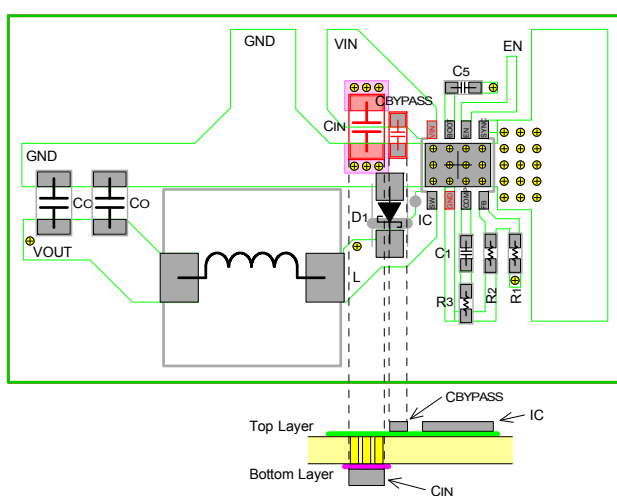 GND
VIN
EN
C5
CBYPASS
CIN
VIN
BOOT
EN
SYNC
GND
CO
CO
D1
IC
SW
GND
COMP
FB
VOUT
L
C1
R3
R2
R1
CBYPASS
IC
Top Layer
Bottom Layer
CIN